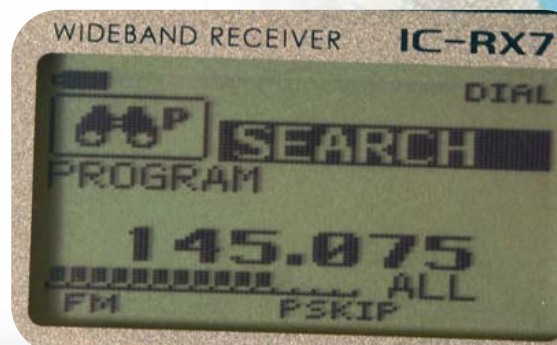 WIDEBAND RECEIVER IC-RX7
DIAL
P SEARCH
PROGRAM
145.075
ALL
FM PSKIP